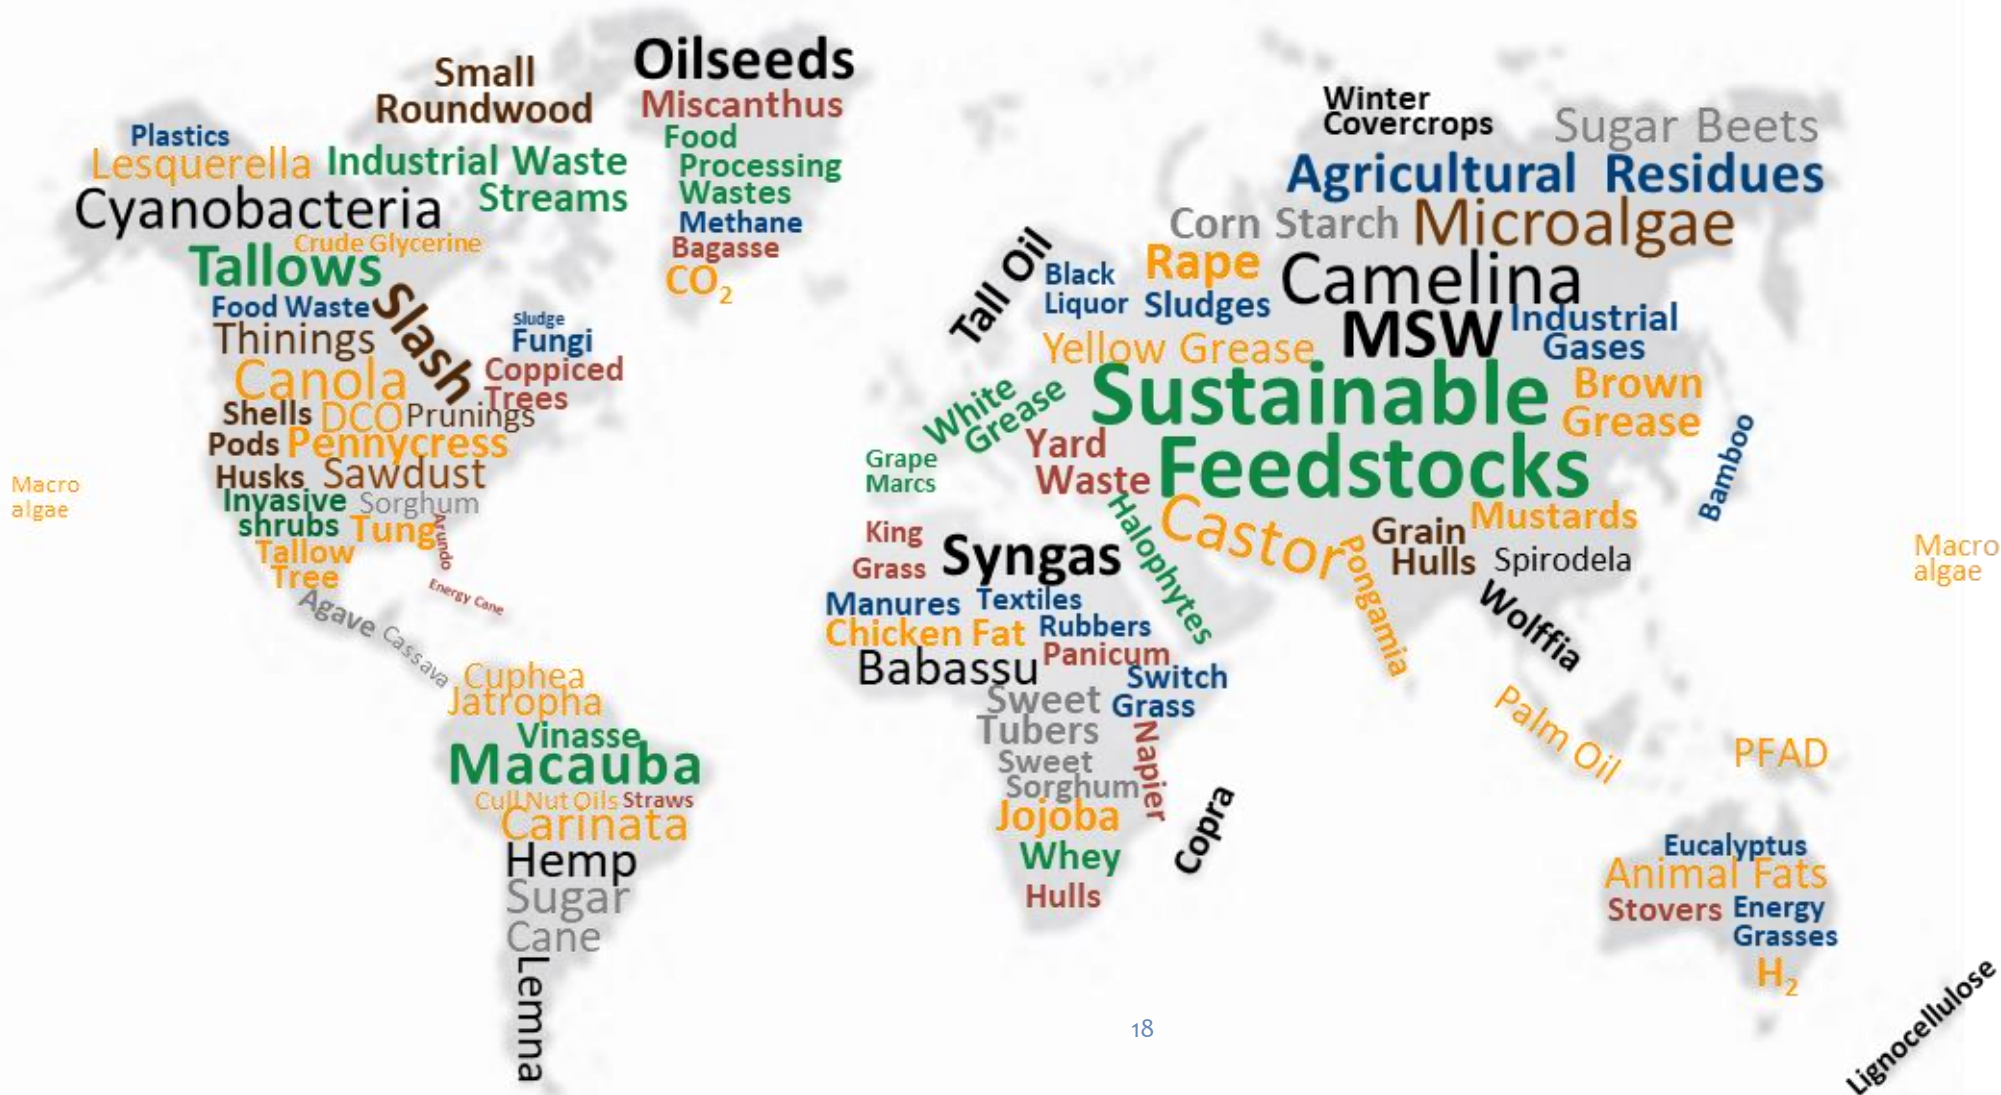 Small
Roundwood
Oilseeds
Miscanthus
Food
Processing
Wastes
Methane
Bagasse
CO₂
Plastics
Lesquerella
Industrial Waste
Streams
Cyanobacteria
Crude Glycerine
Tallows
Slash
Food Waste
Thinings
Canola
Sludge
Fungi
Coppiced
Trees
Shells
DCO
Prunings
Pods
Pennycress
Husks
Sawdust
Invasive
shrubs
Sorghum
Tung
Arundo
Tallow
Tree
Energy Cane
Agave
Cassava
Macro
algae
Cuphea
Jatropha
Vinasse
Macauba
Cull Nut Oils
Straws
Carinata
Hemp
Sugar
Cane
Lemna
Winter
Covercrops
Sugar Beets
Agricultural Residues
Corn Starch
Microalgae
Tall Oil
Black
Liquor
Rape
Sludges
Camelina
Yellow Grease
MSW
Industrial
Gases
White
Grease
Sustainable
Feedstocks
Brown
Grease
Bamboo
Grape
Marcs
Yard
Waste
Halophytes
Castor
Pongamia
Grain
Hulls
Mustards
Spirodela
Wolffia
King
Grass
Syngas
Manures
Textiles
Chicken Fat
Rubbers
Babassu
Panicum
Switch
Grass
Sweet
Tubers
Sweet
Sorghum
Napier
Jojoba
Whey
Hulls
Copra
Palm Oil
PFAD
Macro
algae
Eucalyptus
Animal Fats
Stovers
Energy
Grasses
H₂
Lignocellulose
18